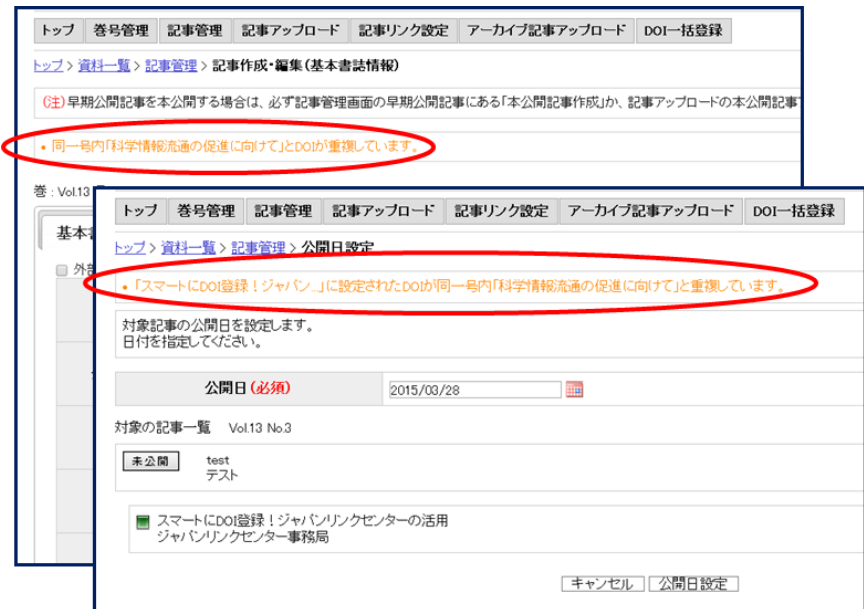 トップ 巻号管理 記事管理 記事アップロード 記事リンク設定 アーカイブ記事アップロード DOI一括登録
トップ > 資料一覧 > 記事管理 > 記事作成・編集(基本書誌情報)
(注)早期公開記事を本公開する場合は、必ず記事管理画面の早期公開記事にある「本公開記事作成」か、記事アップロードの本公開記事
• 同一号内「科学情報流通の促進に向けて」とDOIが重複しています。
巻 : Vol.13
基本
外部
トップ 巻号管理 記事管理 記事アップロード 記事リンク設定 アーカイブ記事アップロード DOI一括登録
トップ > 資料一覧 > 記事管理 > 公開日設定
• 「スマートにDOI登録！ジャパン...」に設定されたDOIが同一号内「科学情報流通の促進に向けて」と重複しています。
対象記事の公開日を設定します。
日付を指定してください。
公開日(必須) 2015/03/28
対象の記事一覧 Vol.13 No.3
未公開 test
テスト
スマートにDOI登録！ジャパンリンクセンターの活用
ジャパンリンクセンター事務局
キャンセル 公開日設定